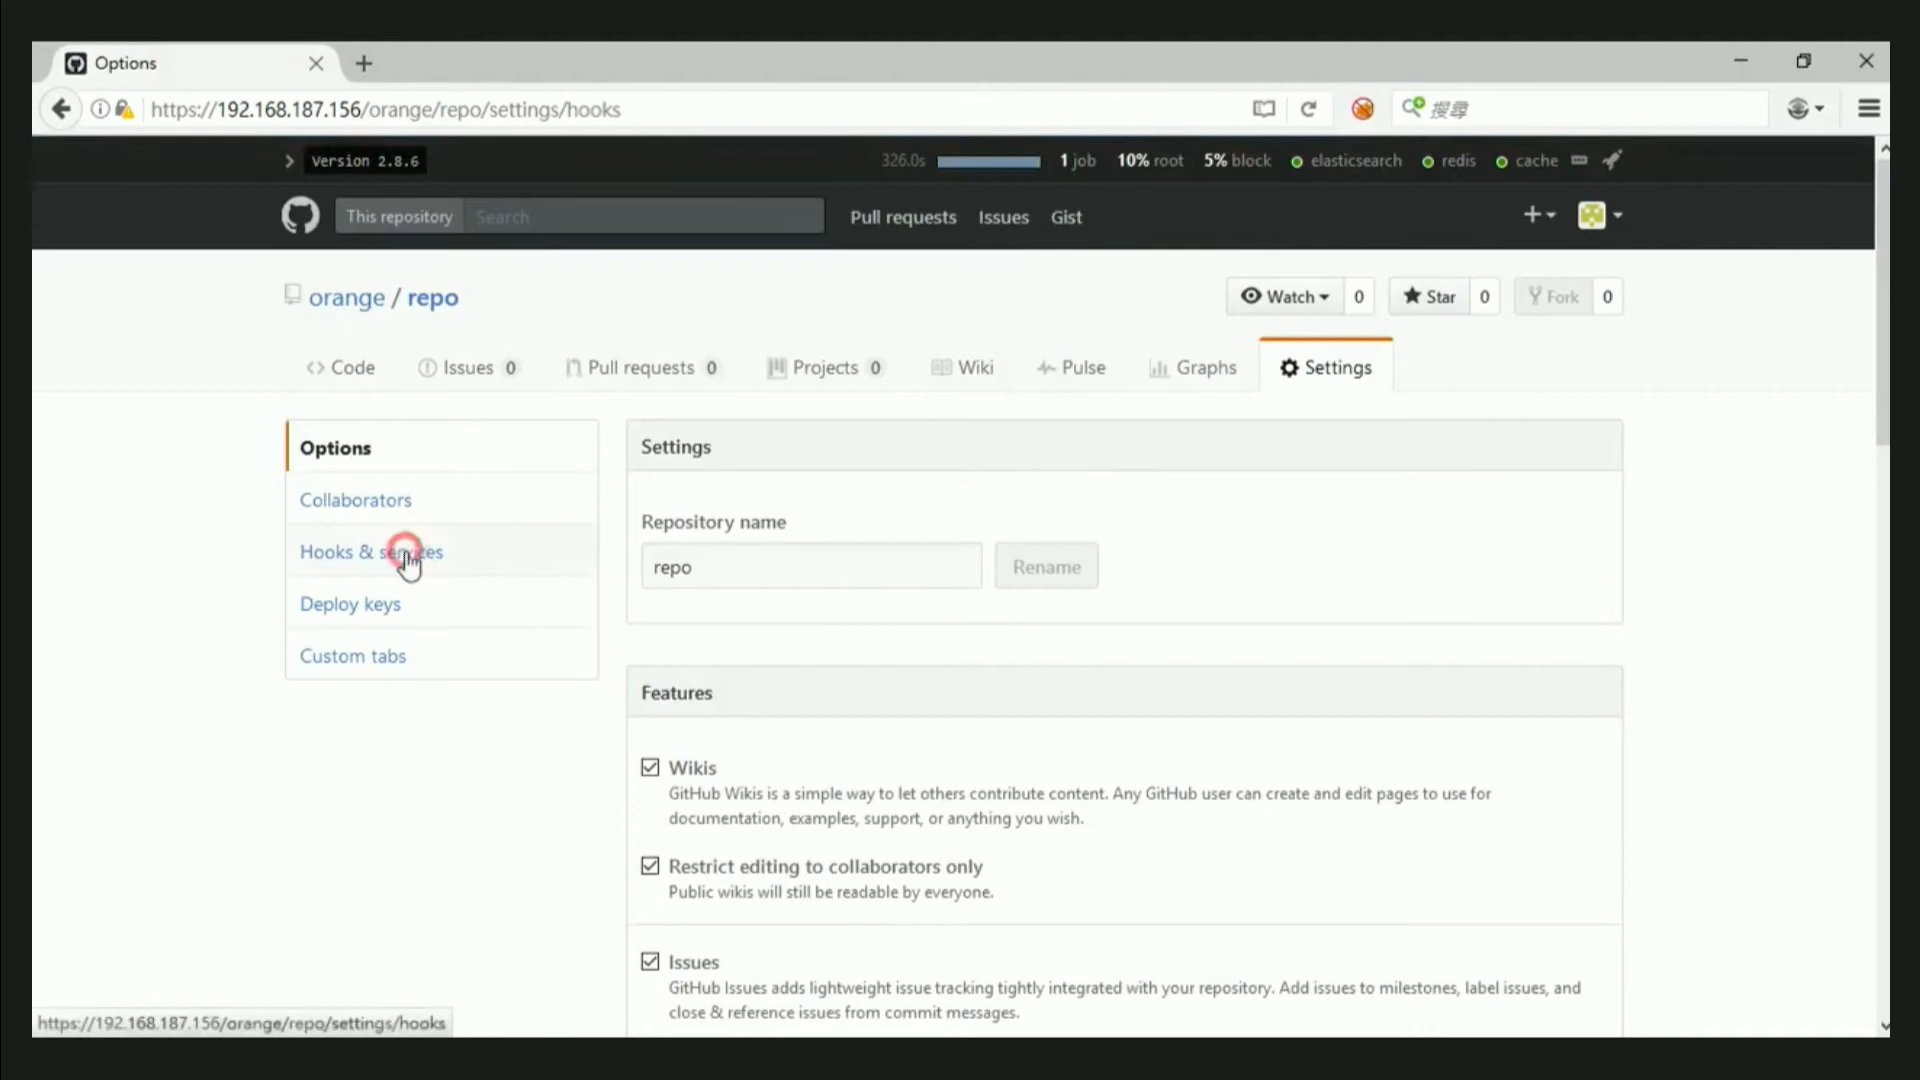 Options
https://192.168.187.156/orange/repo/settings/hooks
搜尋
Version 2.8.6
326.0s 1 job 10% root 5% block elasticsearch redis cache
This repository Search Pull requests Issues Gist
orange / repo
Watch 0 Star 0 Fork 0
Code Issues 0 Pull requests 0 Projects 0 Wiki Pulse Graphs Settings
Options
Collaborators
Hooks & services
Deploy keys
Custom tabs
Settings
Repository name
repo Rename
Features
Wikis
GitHub Wikis is a simple way to let others contribute content. Any GitHub user can create and edit pages to use for
documentation, examples, support, or anything you wish.
Restrict editing to collaborators only
Public wikis will still be readable by everyone.
Issues
GitHub Issues adds lightweight issue tracking tightly integrated with your repository. Add issues to milestones, label issues, and
close & reference issues from commit messages.
https://192.168.187.156/orange/repo/settings/hooks